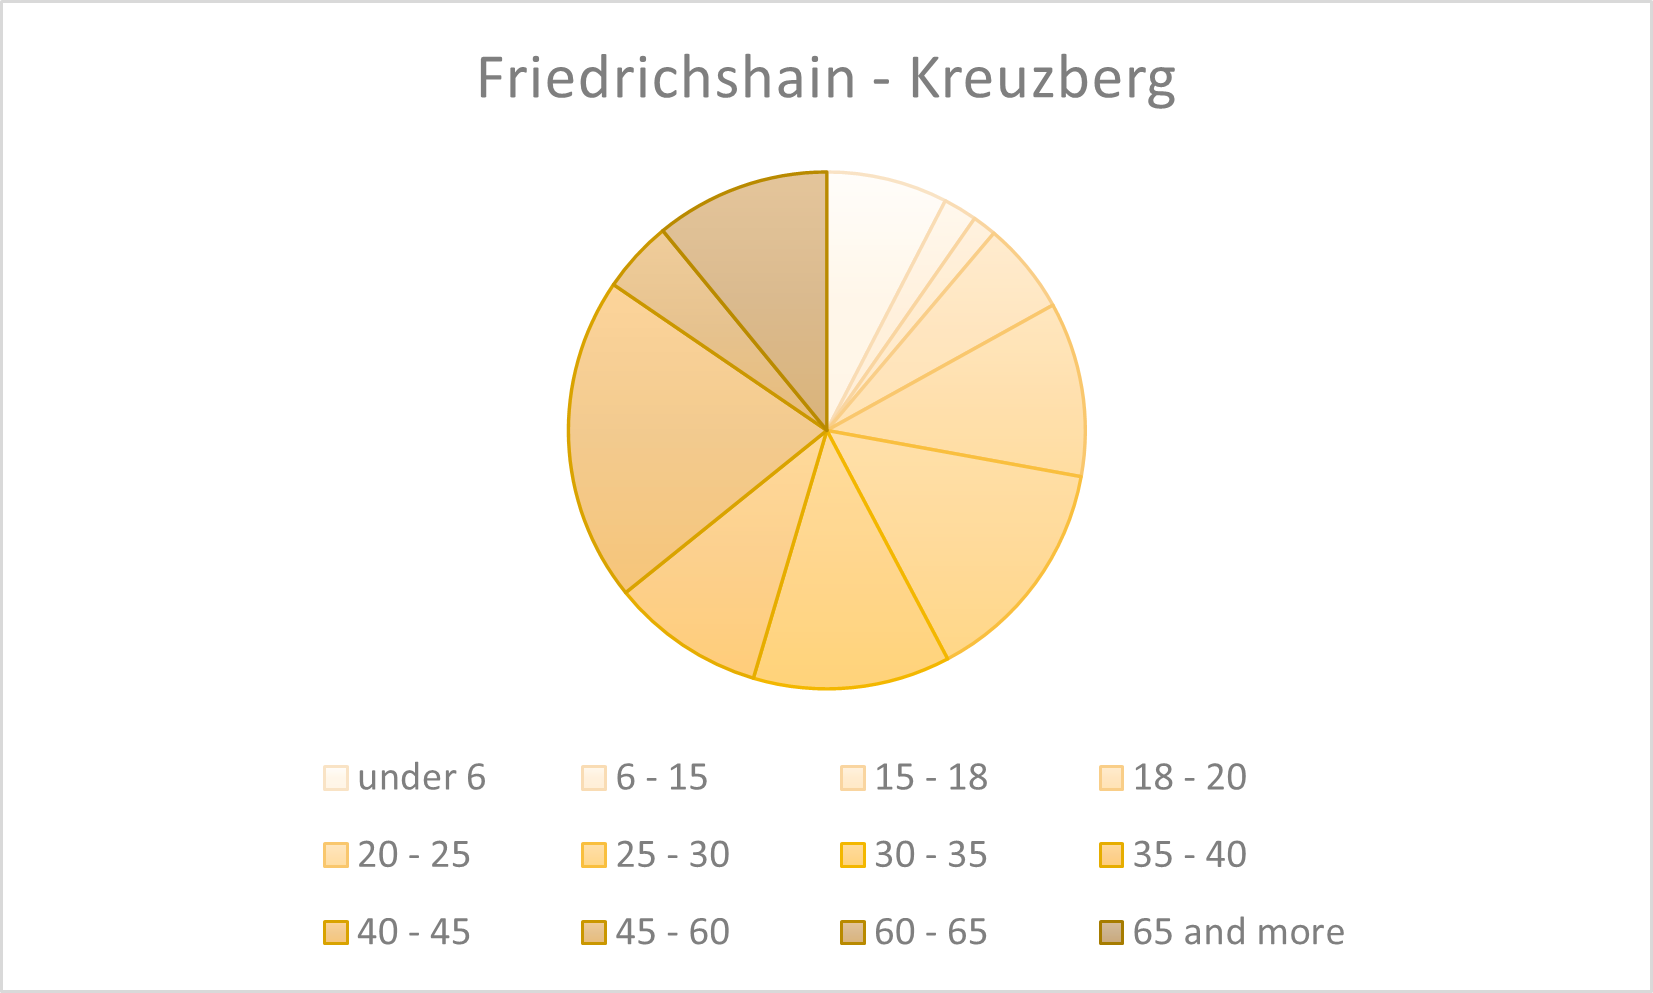 Friedrichshain - Kreuzberg
under 6 6 - 15 15 - 18 18 - 20
20 - 25 25 - 30 30 - 35 35 - 40
40 - 45 45 - 60 60 - 65 65 and more